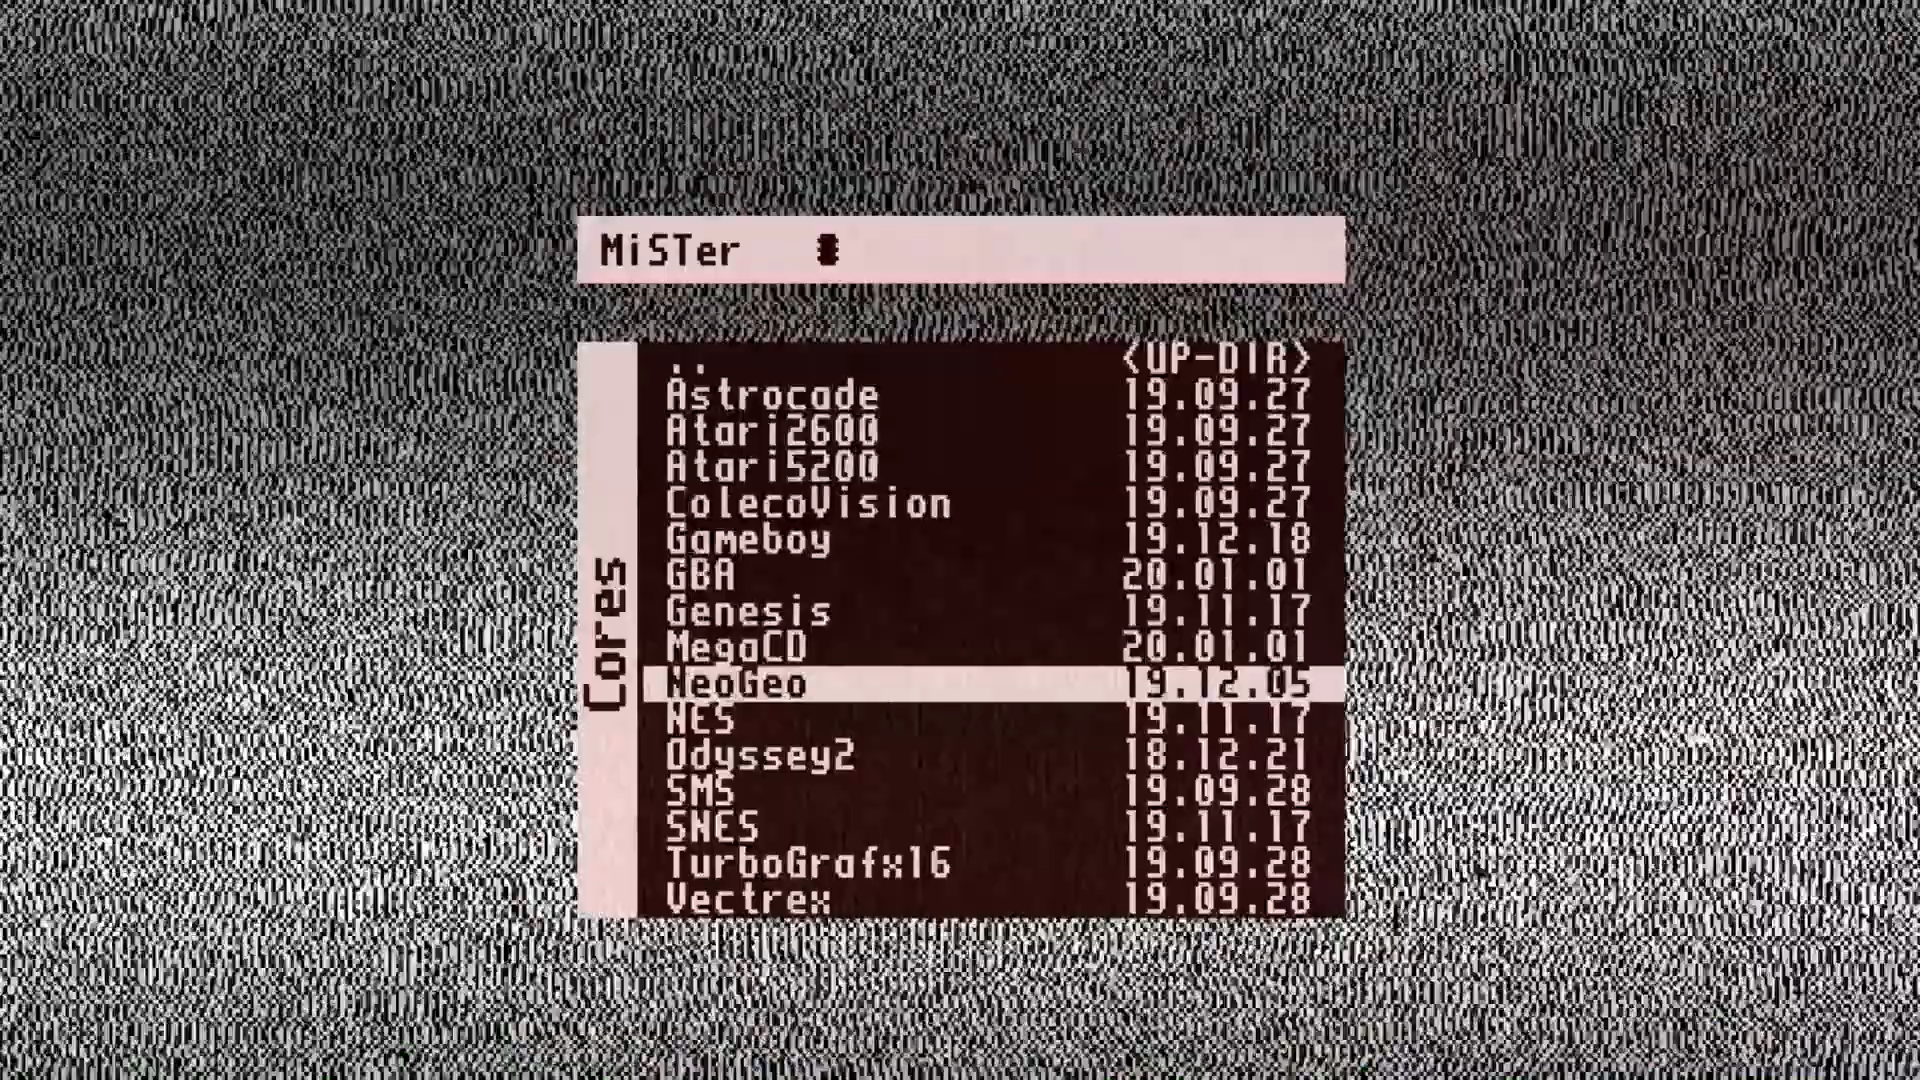 MiSTer
Cores
.. <UP-DIR>
Astrocade 19.09.27
Atari2600 19.09.27
Atari5200 19.09.27
ColecoVision 19.09.27
Gameboy 19.12.18
GBA 20.01.01
Genesis 19.11.17
MegaCD 20.01.01
NeoGeo 19.12.05
NES 19.11.17
Odyssey2 18.12.21
SMS 19.09.28
SNES 19.11.17
TurboGrafx16 19.09.28
Vectrex 19.09.28